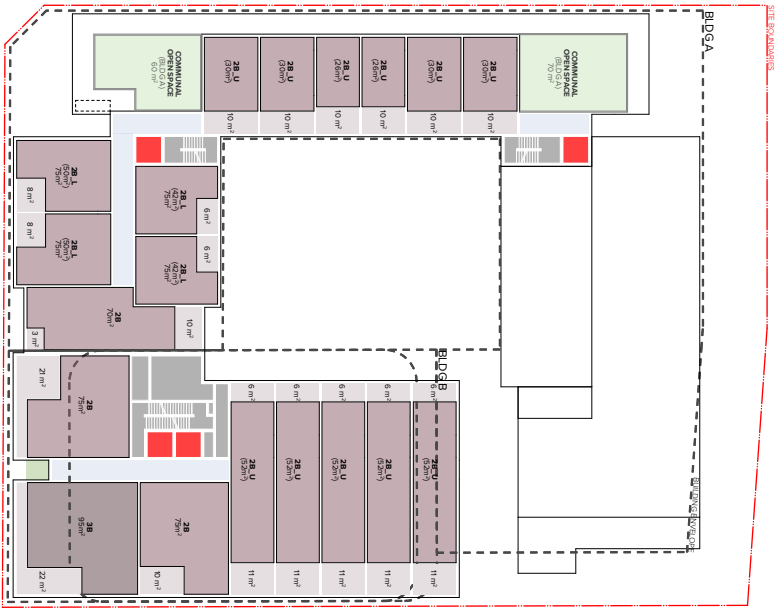 SITE BOUNDARIES
BLDG A
COMMUNAL
OPEN SPACE
(BLDG A)
60 m²
2B_U
(30m²)
2B_U
(30m²)
2B_U
(26m²)
2B_U
(26m²)
2B_U
(30m²)
2B_U
(30m²)
COMMUNAL
OPEN SPACE
(BLDG A)
70 m²
10 m²
10 m²
10 m²
10 m²
10 m²
10 m²
2B_L
(50m²)
75m²
8 m²
2B_L
(42m²)
75m²
6 m²
8 m²
2B_L
(50m²)
75m²
6 m²
2B_L
(42m²)
75m²
2B
70m²
3 m²
10 m²
BLDG B
21 m²
2B
75m²
6 m²
6 m²
6 m²
6 m²
6 m²
2B_U
(52m²)
2B_U
(52m²)
2B_U
(52m²)
2B_U
(52m²)
2B_U
(52m²)
3B
95m²
22 m²
2B
75m²
10 m²
11 m²
11 m²
11 m²
11 m²
11 m²
BUILDING ENVELOPE